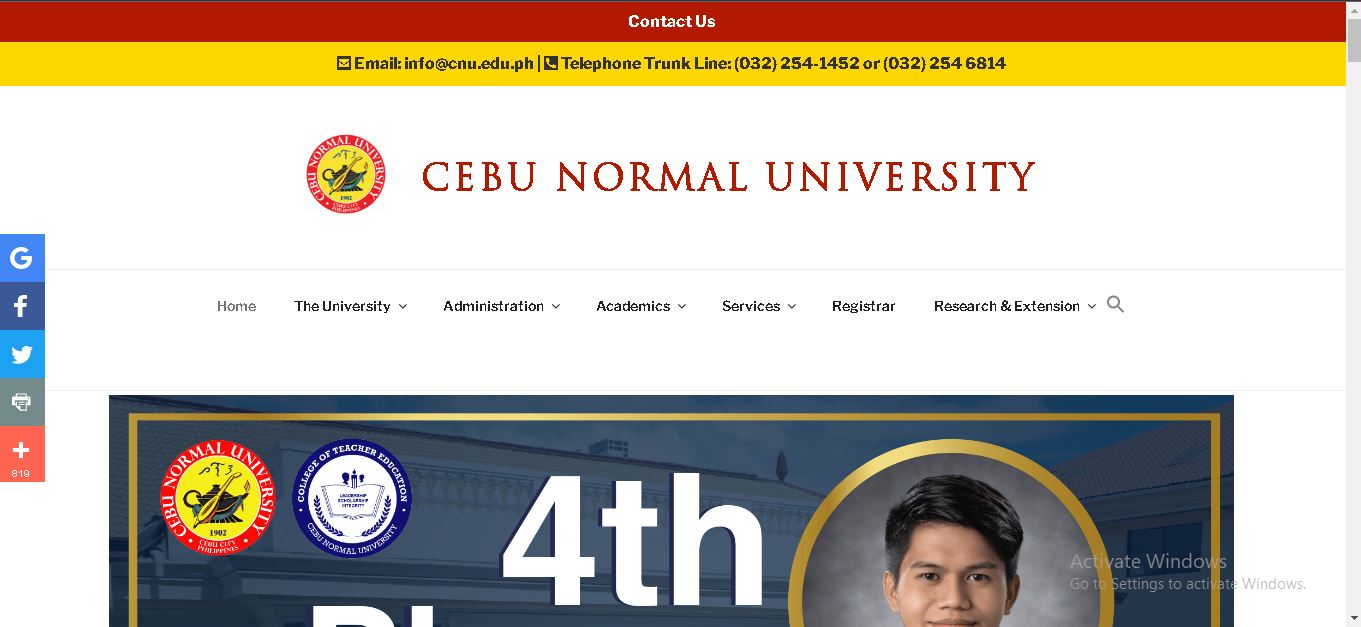 Contact Us
Email: info@cnu.edu.ph | Telephone Trunk Line: (032) 254-1452 or (032) 254 6814
CEBU NORMAL UNIVERSITY
1902
CEBU CITY
PHILIPPINES
CEBU NORMAL UNIVERSITY
Home The University Administration Academics Services Registrar Research & Extension
819
CEBU NORMAL UNIVERSITY
1902
CEBU CITY
PHILIPPINES
COLLEGE OF TEACHER EDUCATION
LEADERSHIP
SCHOLARSHIP
INTEGRITY
CEBU NORMAL UNIVERSITY
4th
Activate Windows
Go to Settings to activate Windows.